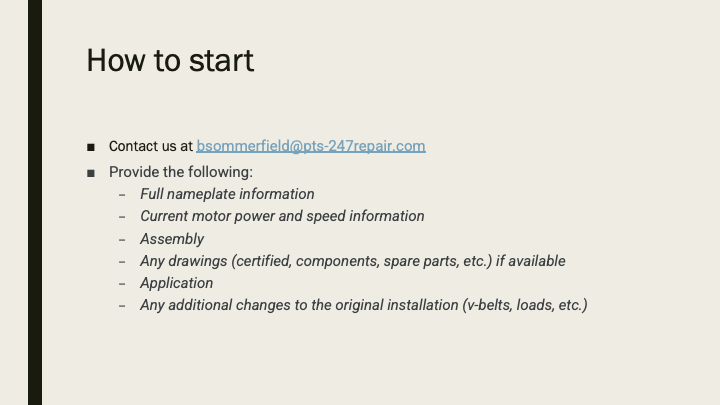 How to start
▪ Contact us at bsommerfield@pts-247repair.com
▪ Provide the following:
– Full nameplate information
– Current motor power and speed information
– Assembly
– Any drawings (certified, components, spare parts, etc.) if available
– Application
– Any additional changes to the original installation (v-belts, loads, etc.)